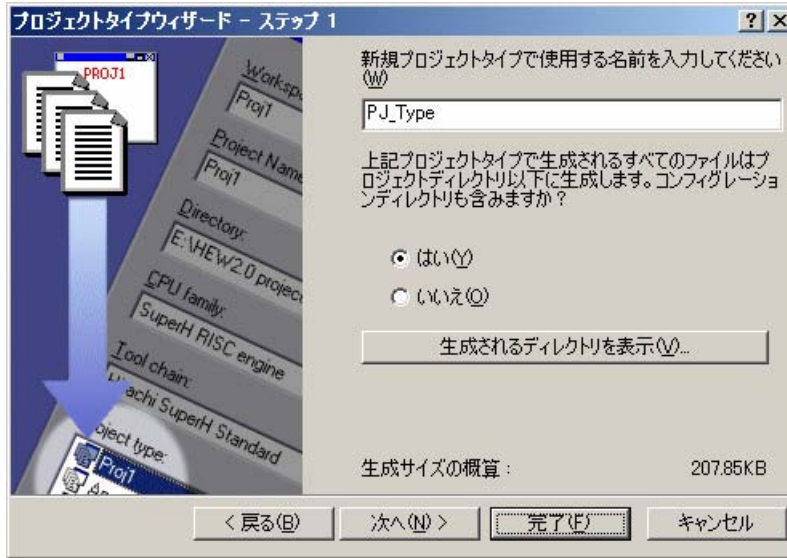 プロジェクトタイプウィザード - ステップ 1
PROJ1
Proj1
Project Name
Proj1
Directory:
E:\HEW2.0 project
CPU family:
SuperH RISC engine
Tool chain:
Hitachi SuperH Standard
Project type:
Proj1
新規プロジェクトタイプで使用する名前を入力してください
(W)
PJ_Type
上記プロジェクトタイプで生成されるすべてのファイルはプ
ロジェクトディレクトリ以下に生成します。コンフィグレーショ
ンディレクトリも含みますか?
はい(Y)
いいえ(O)
生成されるディレクトリを表示(V)...
生成サイズの概算: 207.85KB
< 戻る(B) 次へ(N) > 完了(F) キャンセル